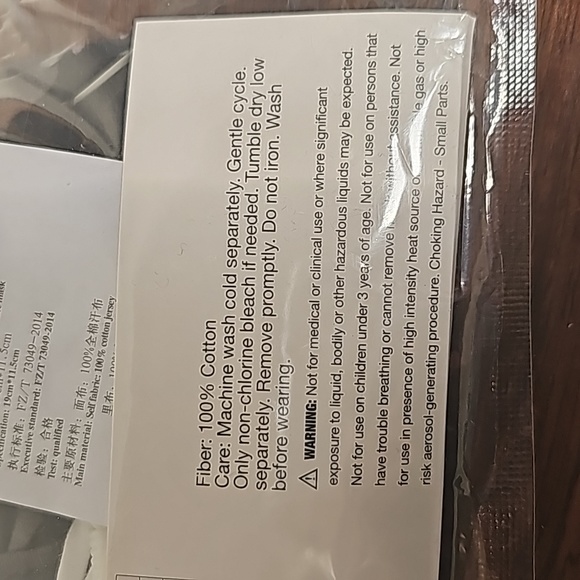 19cm*11.5cm
执行标准: FZ/T 73049-2014
Executive standard: FZ/T 73049-2014
检验: 合格
Test: qualified
主要原材料: 面布: 100%全棉汗布
Main material: Self fabric: 100% cotton jersey
里布:
Fiber: 100% Cotton
Care: Machine wash cold separately. Gentle cycle.
Only non-chlorine bleach if needed. Tumble dry low
separately. Remove promptly. Do not iron. Wash
before wearing.
⚠ WARNING: Not for medical or clinical use or where significant
exposure to liquid, bodily or other hazardous liquids may be expected.
Not for use on children under 3 years of age. Not for use on persons that
have trouble breathing or cannot remove without assistance. Not
for use in presence of high intensity heat source gas or high
risk aerosol-generating procedure. Choking Hazard - Small Parts.